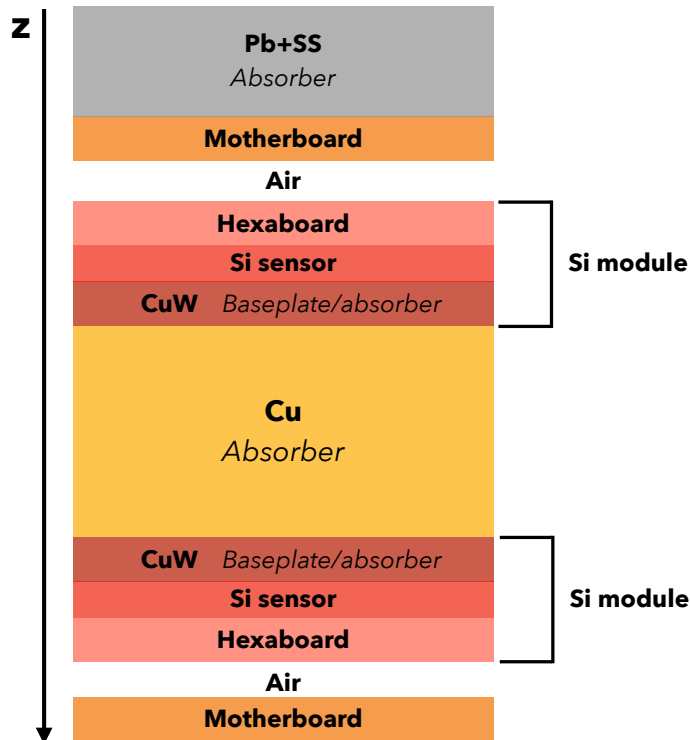 z
Pb+SS
Absorber
Motherboard
Air
Hexaboard
Si sensor
CuW Baseplate/absorber
Si module
Cu
Absorber
CuW Baseplate/absorber
Si sensor
Hexaboard
Si module
Air
Motherboard